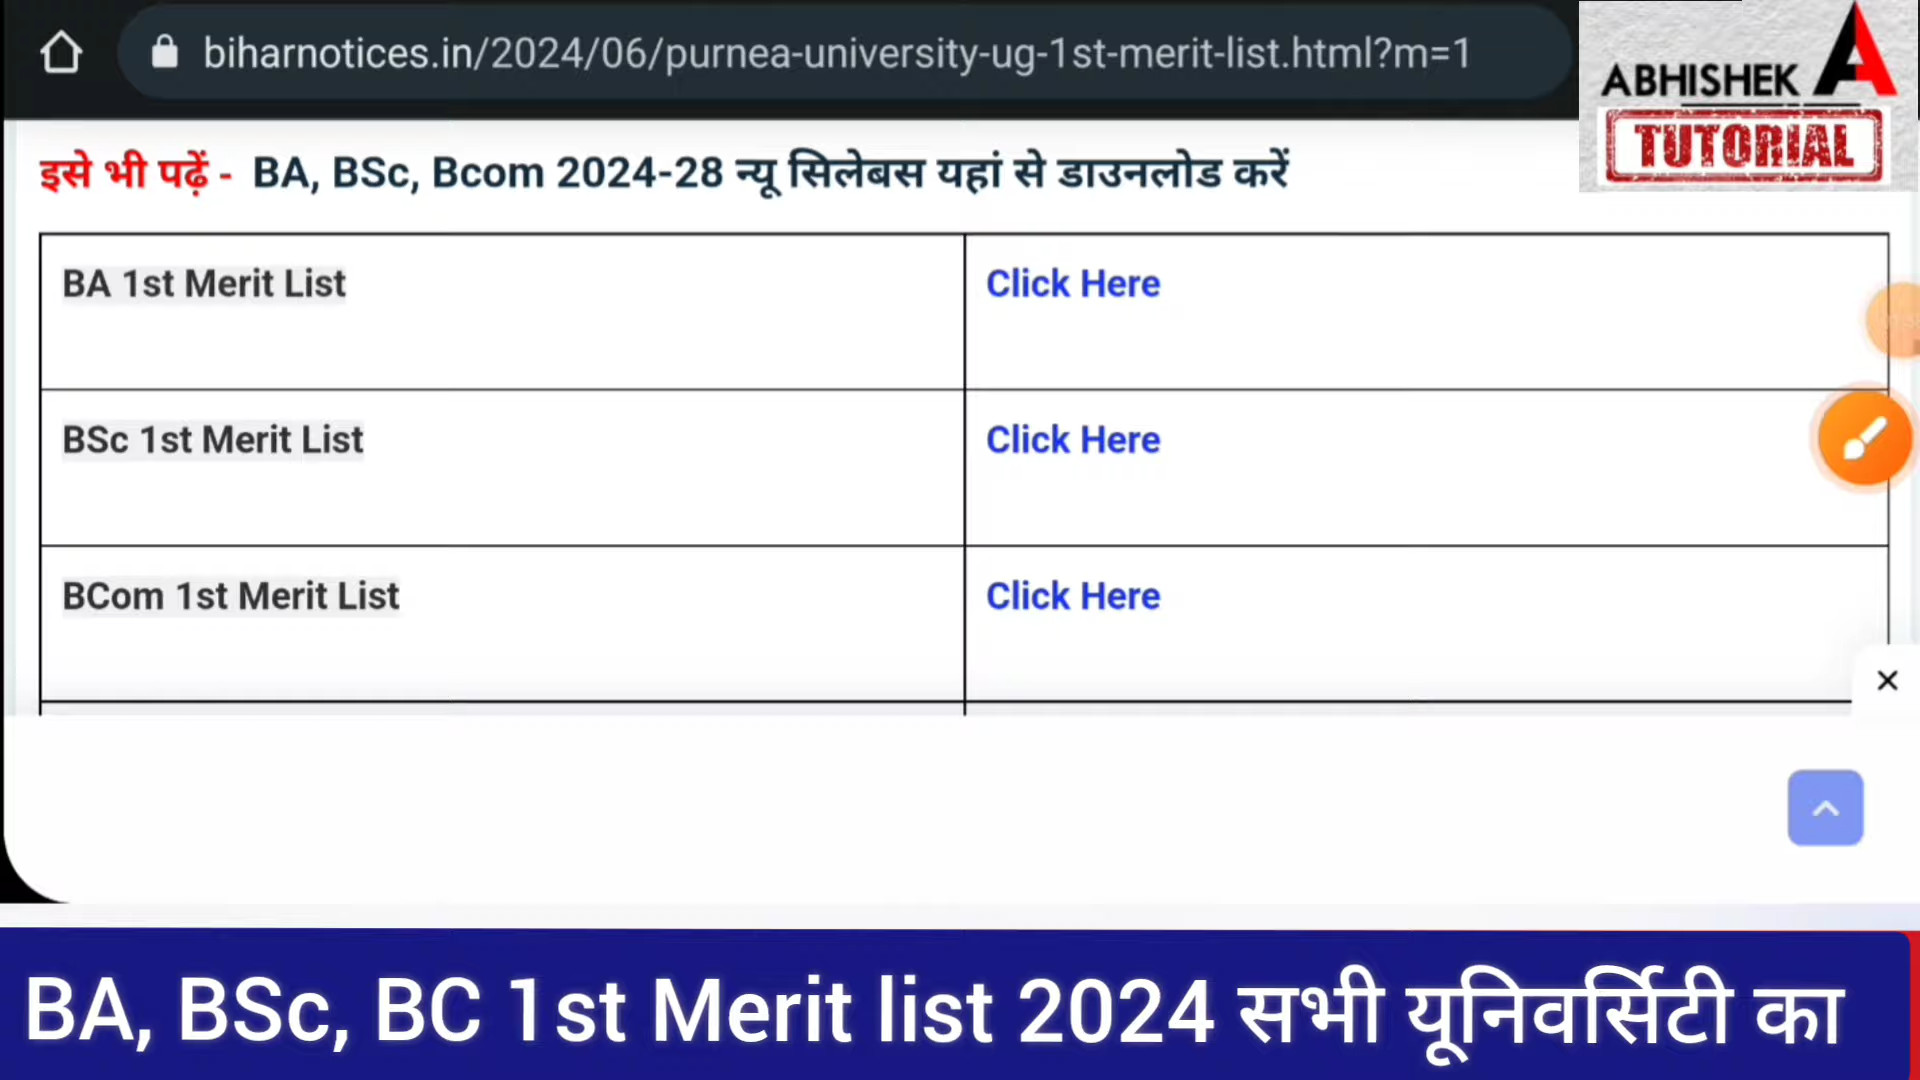 biharnotices.in/2024/06/purnea-university-ug-1st-merit-list.html?m=1
ABHISHEK A
TUTORIAL
इसे भी पढ़ें - BA, BSc, Bcom 2024-28 न्यू सिलेबस यहां से डाउनलोड करें
BA 1st Merit List Click Here
BSc 1st Merit List Click Here
BCom 1st Merit List Click Here
BA, BSc, BC 1st Merit list 2024 सभी यूनिवर्सिटी का